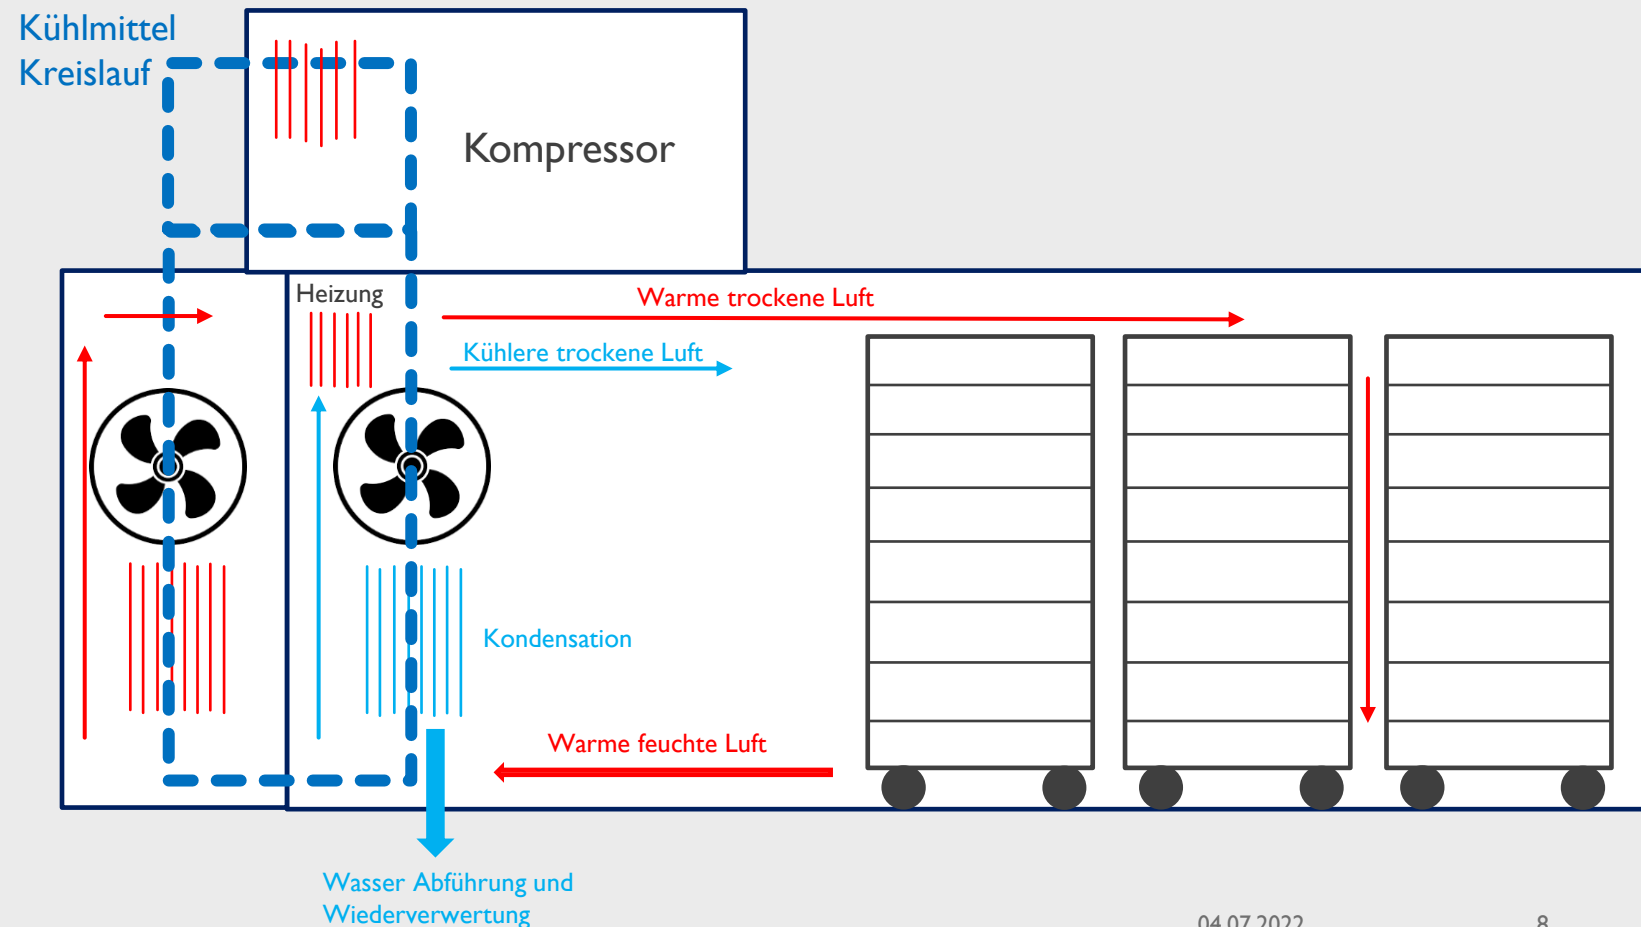 Kühlmittel
Kreislauf
Kompressor
Heizung
Warme trockene Luft
Kühlere trockene Luft
Kondensation
Warme feuchte Luft
Wasser Abführung und
Wiederverwertung
04.07.2022
8